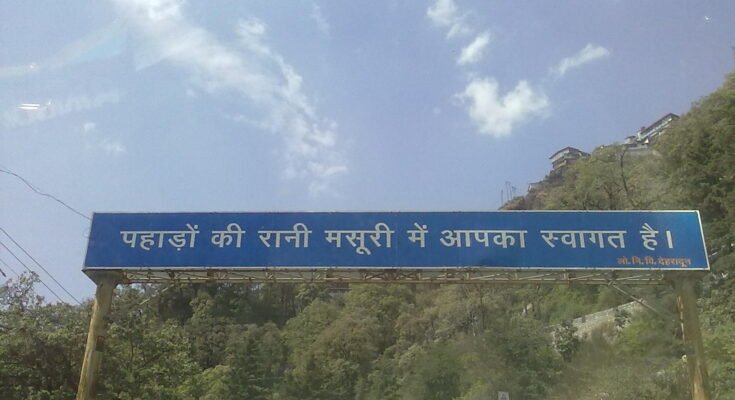 पहाड़ों की रानी मसूरी में आपका स्वागत है।
लो. नि. वि. देहरादून